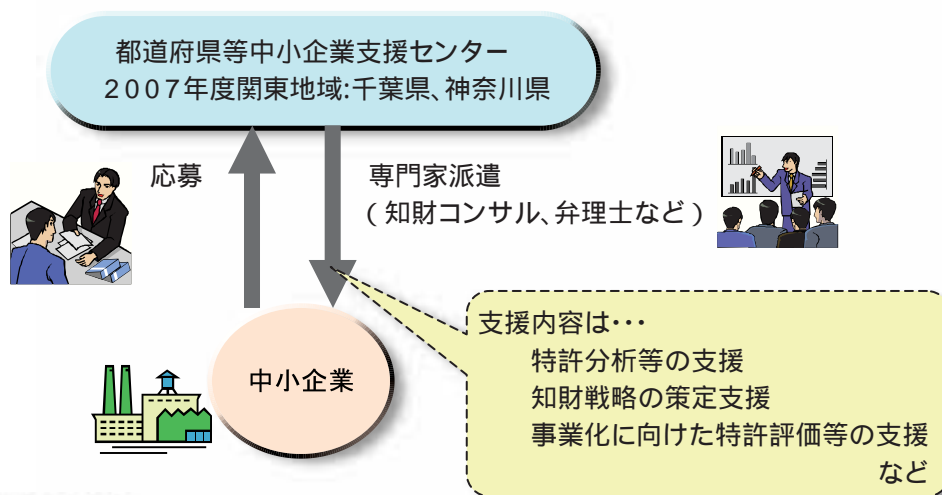 都道府県等中小企業支援センター
2007年度関東地域:千葉県、神奈川県
応募
専門家派遣
(知財コンサル、弁理士など)
中小企業
支援内容は・・・
特許分析等の支援
知財戦略の策定支援
事業化に向けた特許評価等の支援
など